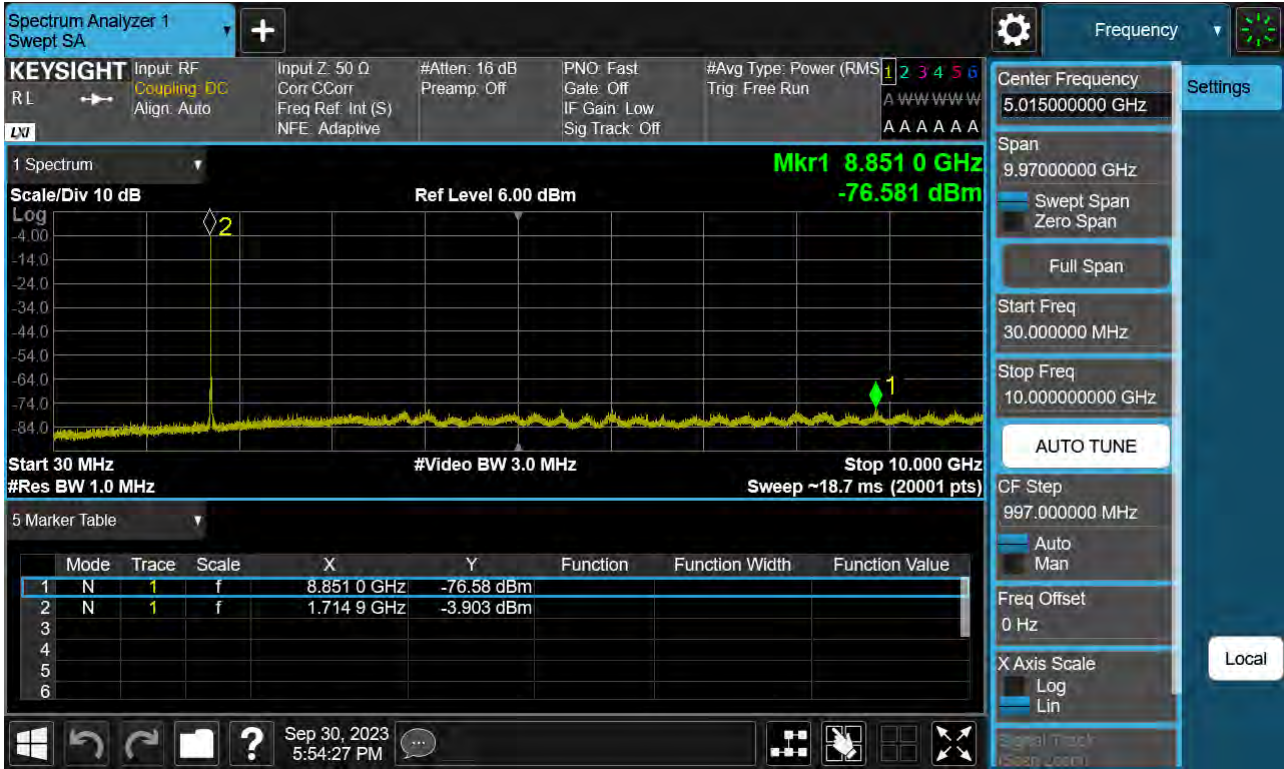 Spectrum Analyzer 1
Swept SA
+
Frequency
KEYSIGHT
RL
LXI
Input: RF
Coupling: DC
Align: Auto
Input Z: 50 Ω
Corr CCorr
Freq Ref: Int (S)
NFE: Adaptive
#Atten: 16 dB
Preamp: Off
PNO: Fast
Gate: Off
IF Gain: Low
Sig Track: Off
#Avg Type: Power (RMS
Trig: Free Run
1 2 3 4 5 6
A W W W W W
A A A A A A
1 Spectrum
Mkr1 8.851 0 GHz
-76.581 dBm
Scale/Div 10 dB
Ref Level 6.00 dBm
Log
2
-4.00
-14.0
-24.0
-34.0
-44.0
-54.0
-64.0
1
-74.0
-84.0
Start 30 MHz
#Video BW 3.0 MHz
Stop 10.000 GHz
#Res BW 1.0 MHz
Sweep ~18.7 ms (20001 pts)
5 Marker Table
Mode Trace Scale X Y Function Function Width Function Value
1 N 1 f 8.851 0 GHz -76.58 dBm
2 N 1 f 1.714 9 GHz -3.903 dBm
3
4
5
6
Center Frequency
5.015000000 GHz
Span
9.97000000 GHz
Swept Span
Zero Span
Full Span
Start Freq
30.000000 MHz
Stop Freq
10.000000000 GHz
AUTO TUNE
CF Step
997.000000 MHz
Auto
Man
Freq Offset
0 Hz
X Axis Scale
Log
Lin
Signal Track
(Span Zoom)
Settings
Local
?
Sep 30, 2023
5:54:27 PM